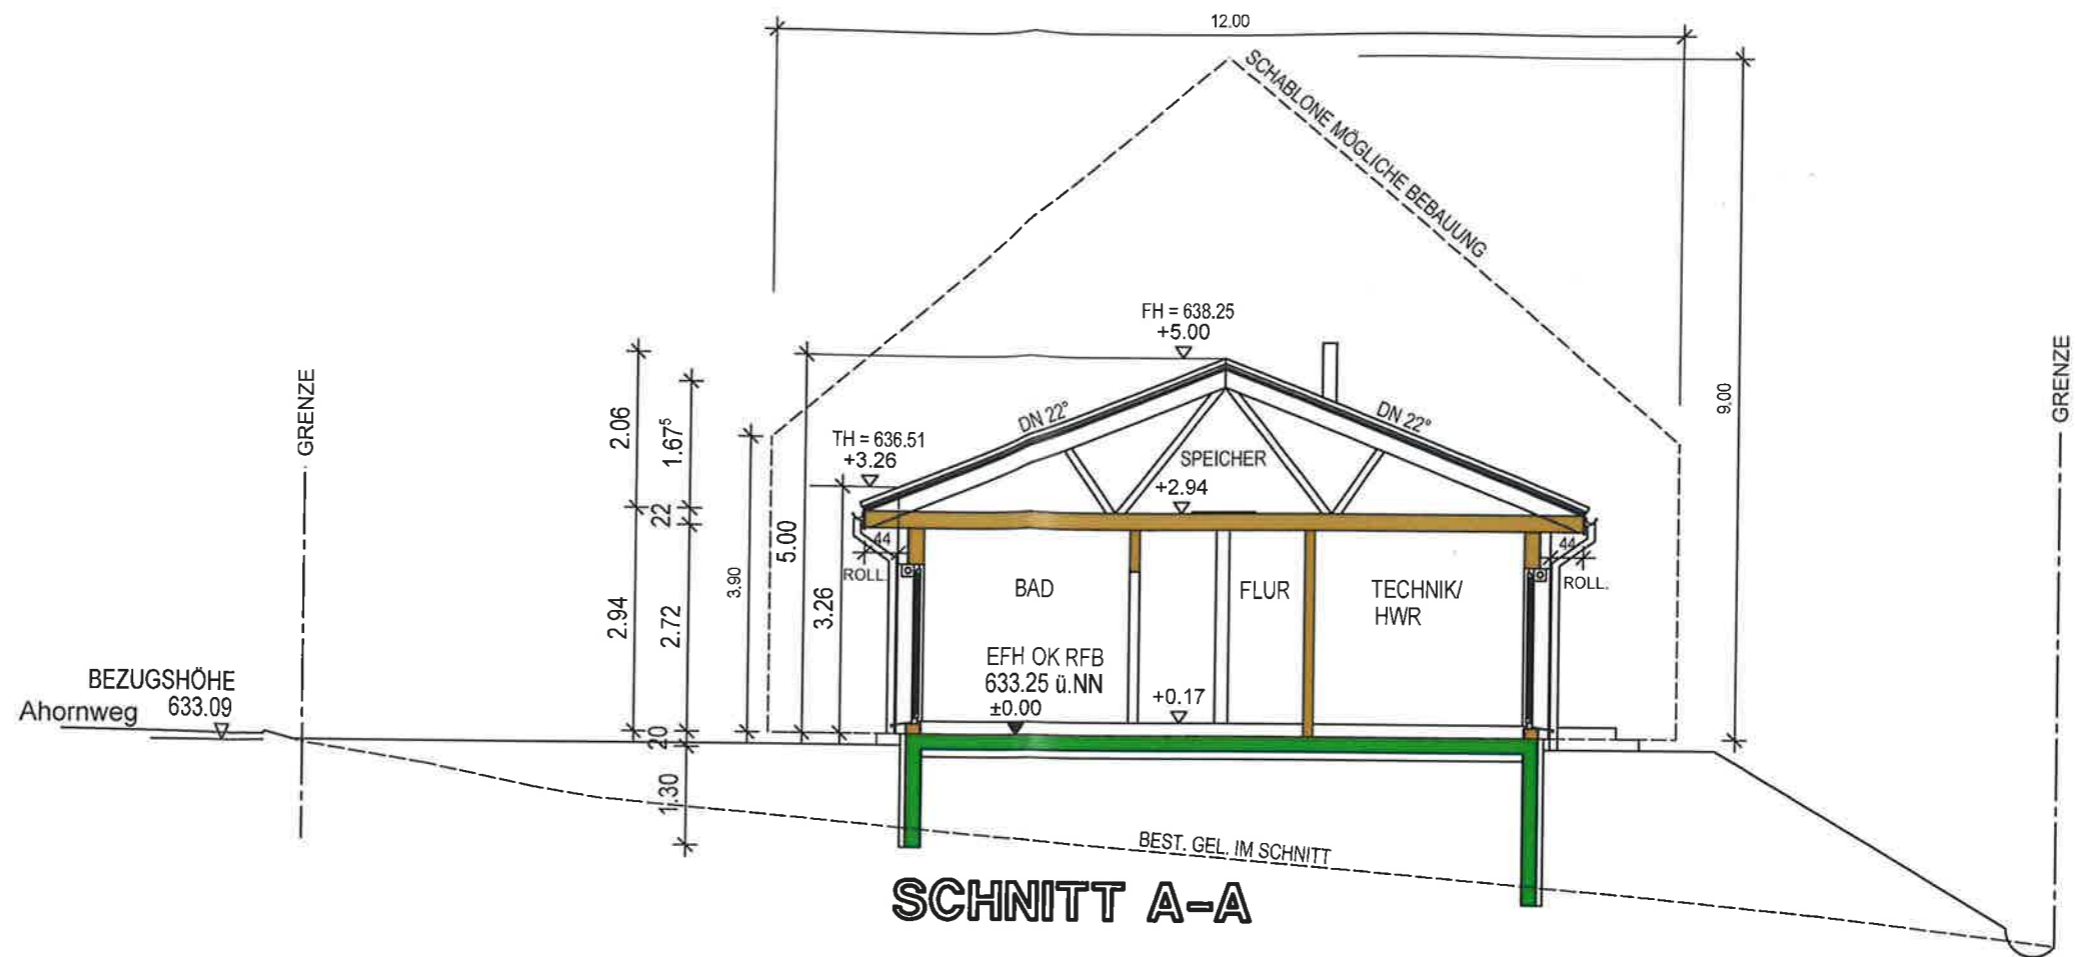 12.00
SCHABLONE MÖGLICHE BEBAUUNG
FH = 638.25
+5.00
GRENZE
GRENZE
DN 22°
DN 22°
9.00
2.06
1.67⁵
TH = 636.51
+3.26
SPEICHER
+2.94
22
5.00
44
44
ROLL.
ROLL.
3.90
3.26
2.94
2.72
BAD
FLUR
TECHNIK/
HWR
EFH OK RFB
633.25 ü.NN
±0.00
+0.17
BEZUGSHÖHE
633.09
Ahornweg
20
1.30
BEST. GEL. IM SCHNITT
SCHNITT A-A